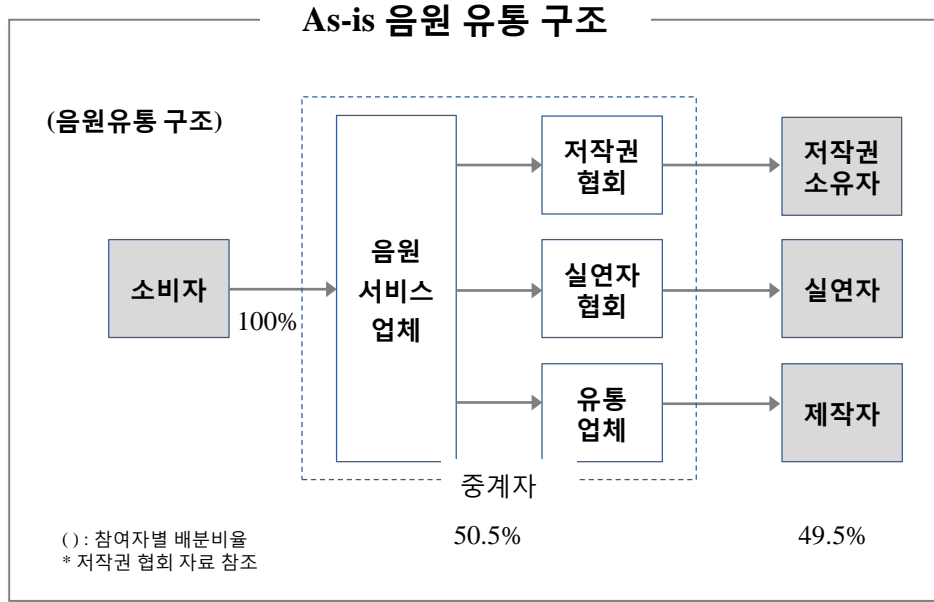 As-is 음원 유통 구조
(음원유통 구조)
소비자
100%
음원
서비스
업체
저작권
협회
실연자
협회
유통
업체
저작권
소유자
실연자
제작자
중계자
50.5%
49.5%
( ) : 참여자별 배분비율
* 저작권 협회 자료 참조